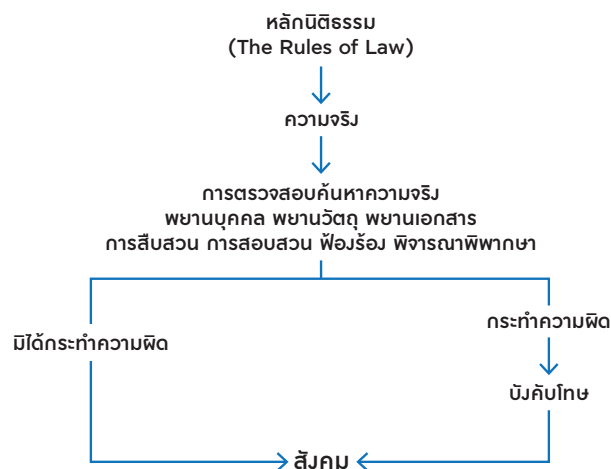 หลักนิติธรรม
(The Rules of Law)
ความจริง
การตรวจสอบค้นหาความจริง
พยานบุคคล พยานวัตถุ พยานเอกสาร
การสืบสวน การสอบสวน ฟ้องร้อง พิจารณาพิพากษา
มิได้กระทำความผิด
กระทำความผิด
บังคับโทษ
สังคม